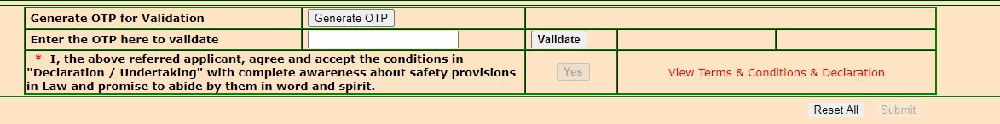 Generate OTP for Validation Generate OTP
Enter the OTP here to validate Validate
* I, the above referred applicant, agree and accept the conditions in
"Declaration / Undertaking" with complete awareness about safety provisions
in Law and promise to abide by them in word and spirit.
Yes
View Terms & Conditions & Declaration
Reset All Submit